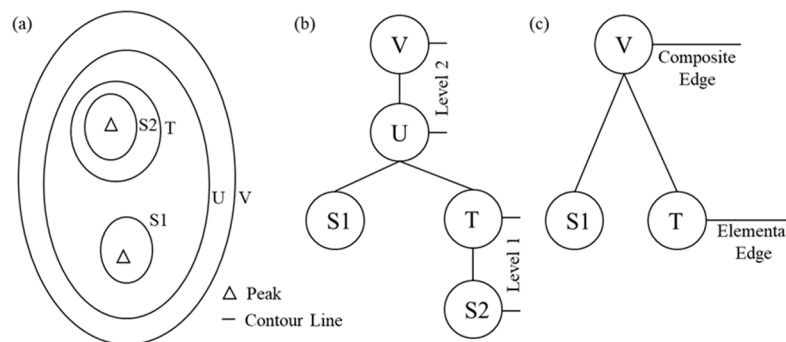 (a)
S2
T
U
V
S1
Peak
Contour Line
(b)
V
Level 2
U
S1
T
Level 1
S2
(c)
V
Composite
Edge
S1
T
Elementa
Edge